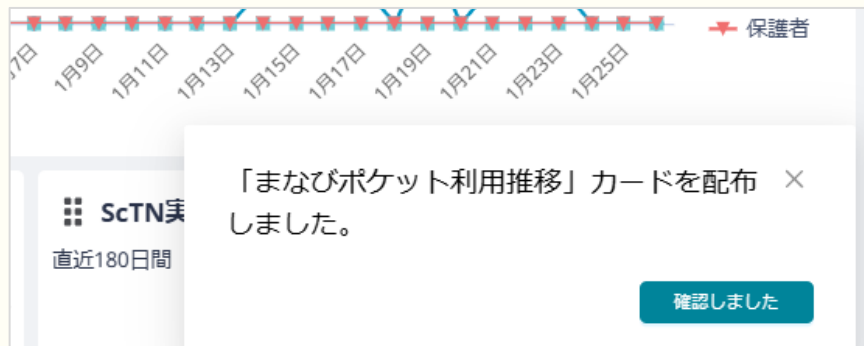 保護者
7日 1月9日 1月11日 1月13日 1月15日 1月17日 1月19日 1月21日 1月23日 1月25日
「まなびポケット利用推移」カードを配布
しました。
ScTN実
直近180日間
確認しました